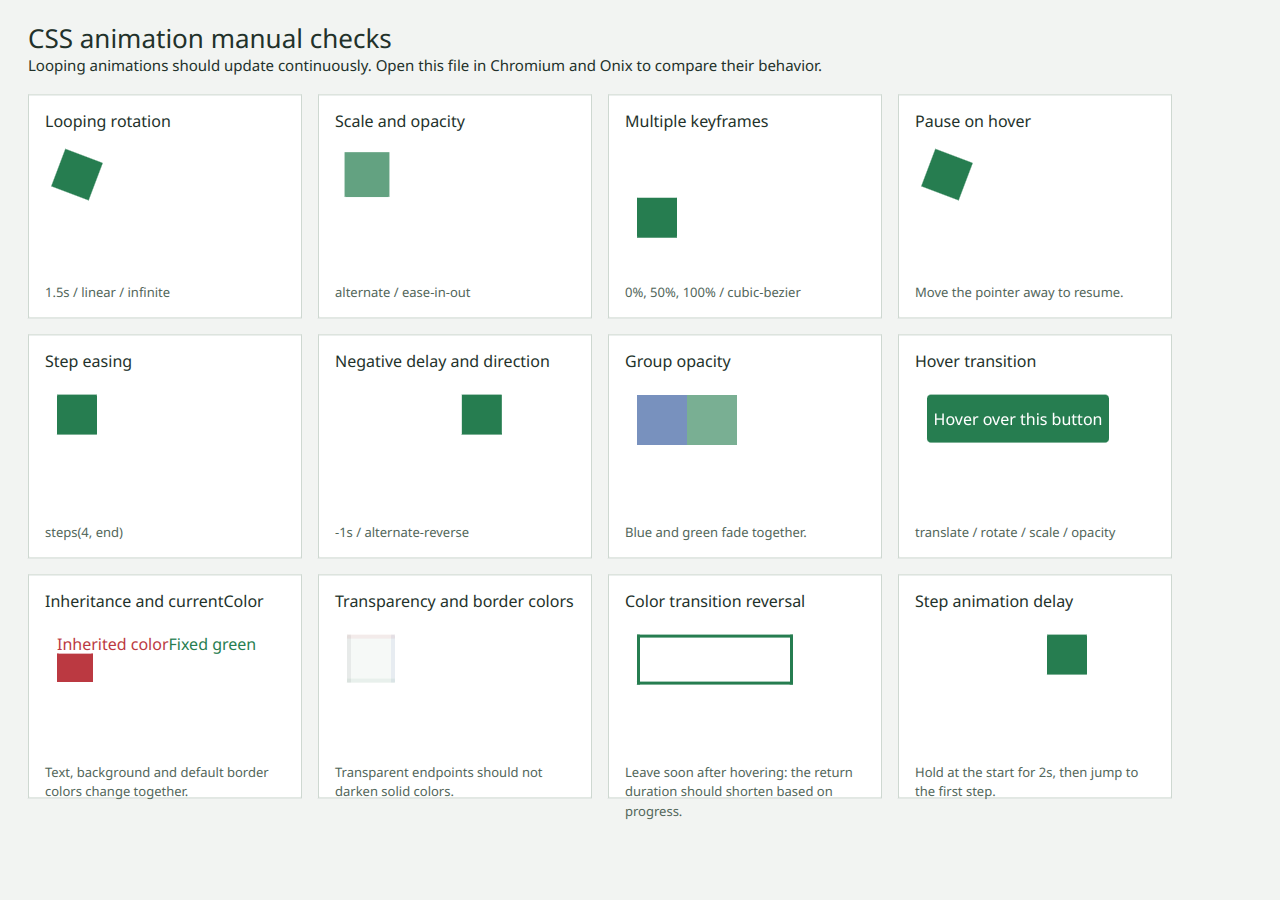 CSS animation manual checks
Looping animations should update continuously. Open this file in Chromium and Onix to compare their behavior.
Looping rotation
1.5s / linear / infinite
Scale and opacity
alternate / ease-in-out
Multiple keyframes
0%, 50%, 100% / cubic-bezier
Pause on hover
Move the pointer away to resume.
Step easing
steps(4, end)
Negative delay and direction
-1s / alternate-reverse
Group opacity
Blue and green fade together.
Hover transition
Hover over this button
translate / rotate / scale / opacity
Inheritance and currentColor
Inherited colorFixed green
Text, background and default border
colors change together.
Transparency and border colors
Transparent endpoints should not
darken solid colors.
Color transition reversal
Leave soon after hovering: the return
duration should shorten based on
progress.
Step animation delay
Hold at the start for 2s, then jump to
the first step.